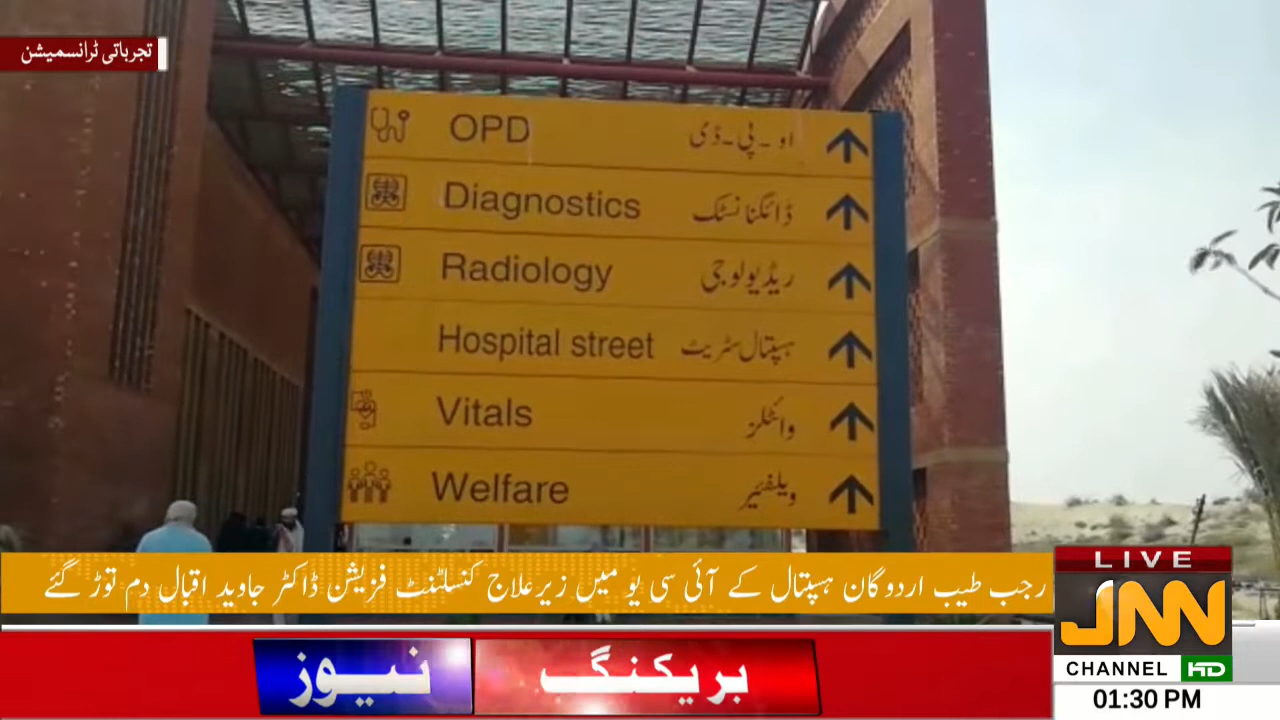 تجرباتی ٹرانسمیشن
OPD او ۔ پی ۔ ڈی
Diagnostics ڈائگنا نسٹک
Radiology ریڈیولوجی
Hospital street ہسپتال سٹریٹ
Vitals وائٹلز
Welfare ویلفئیر
رجب طیب اردوگان ہسپتال کے آئی سی یو میں زیرعلاج کنسلٹنٹ فزیشن ڈاکٹر جاوید اقبال دم توڑ گئے
بریکنگ نیوز
LIVE
JNN
CHANNEL HD
01:30 PM